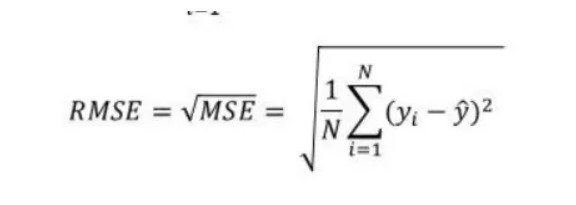 RMSE = √MSE = √(1/N ∑_{i=1}^{N} (y_i − ŷ)²)